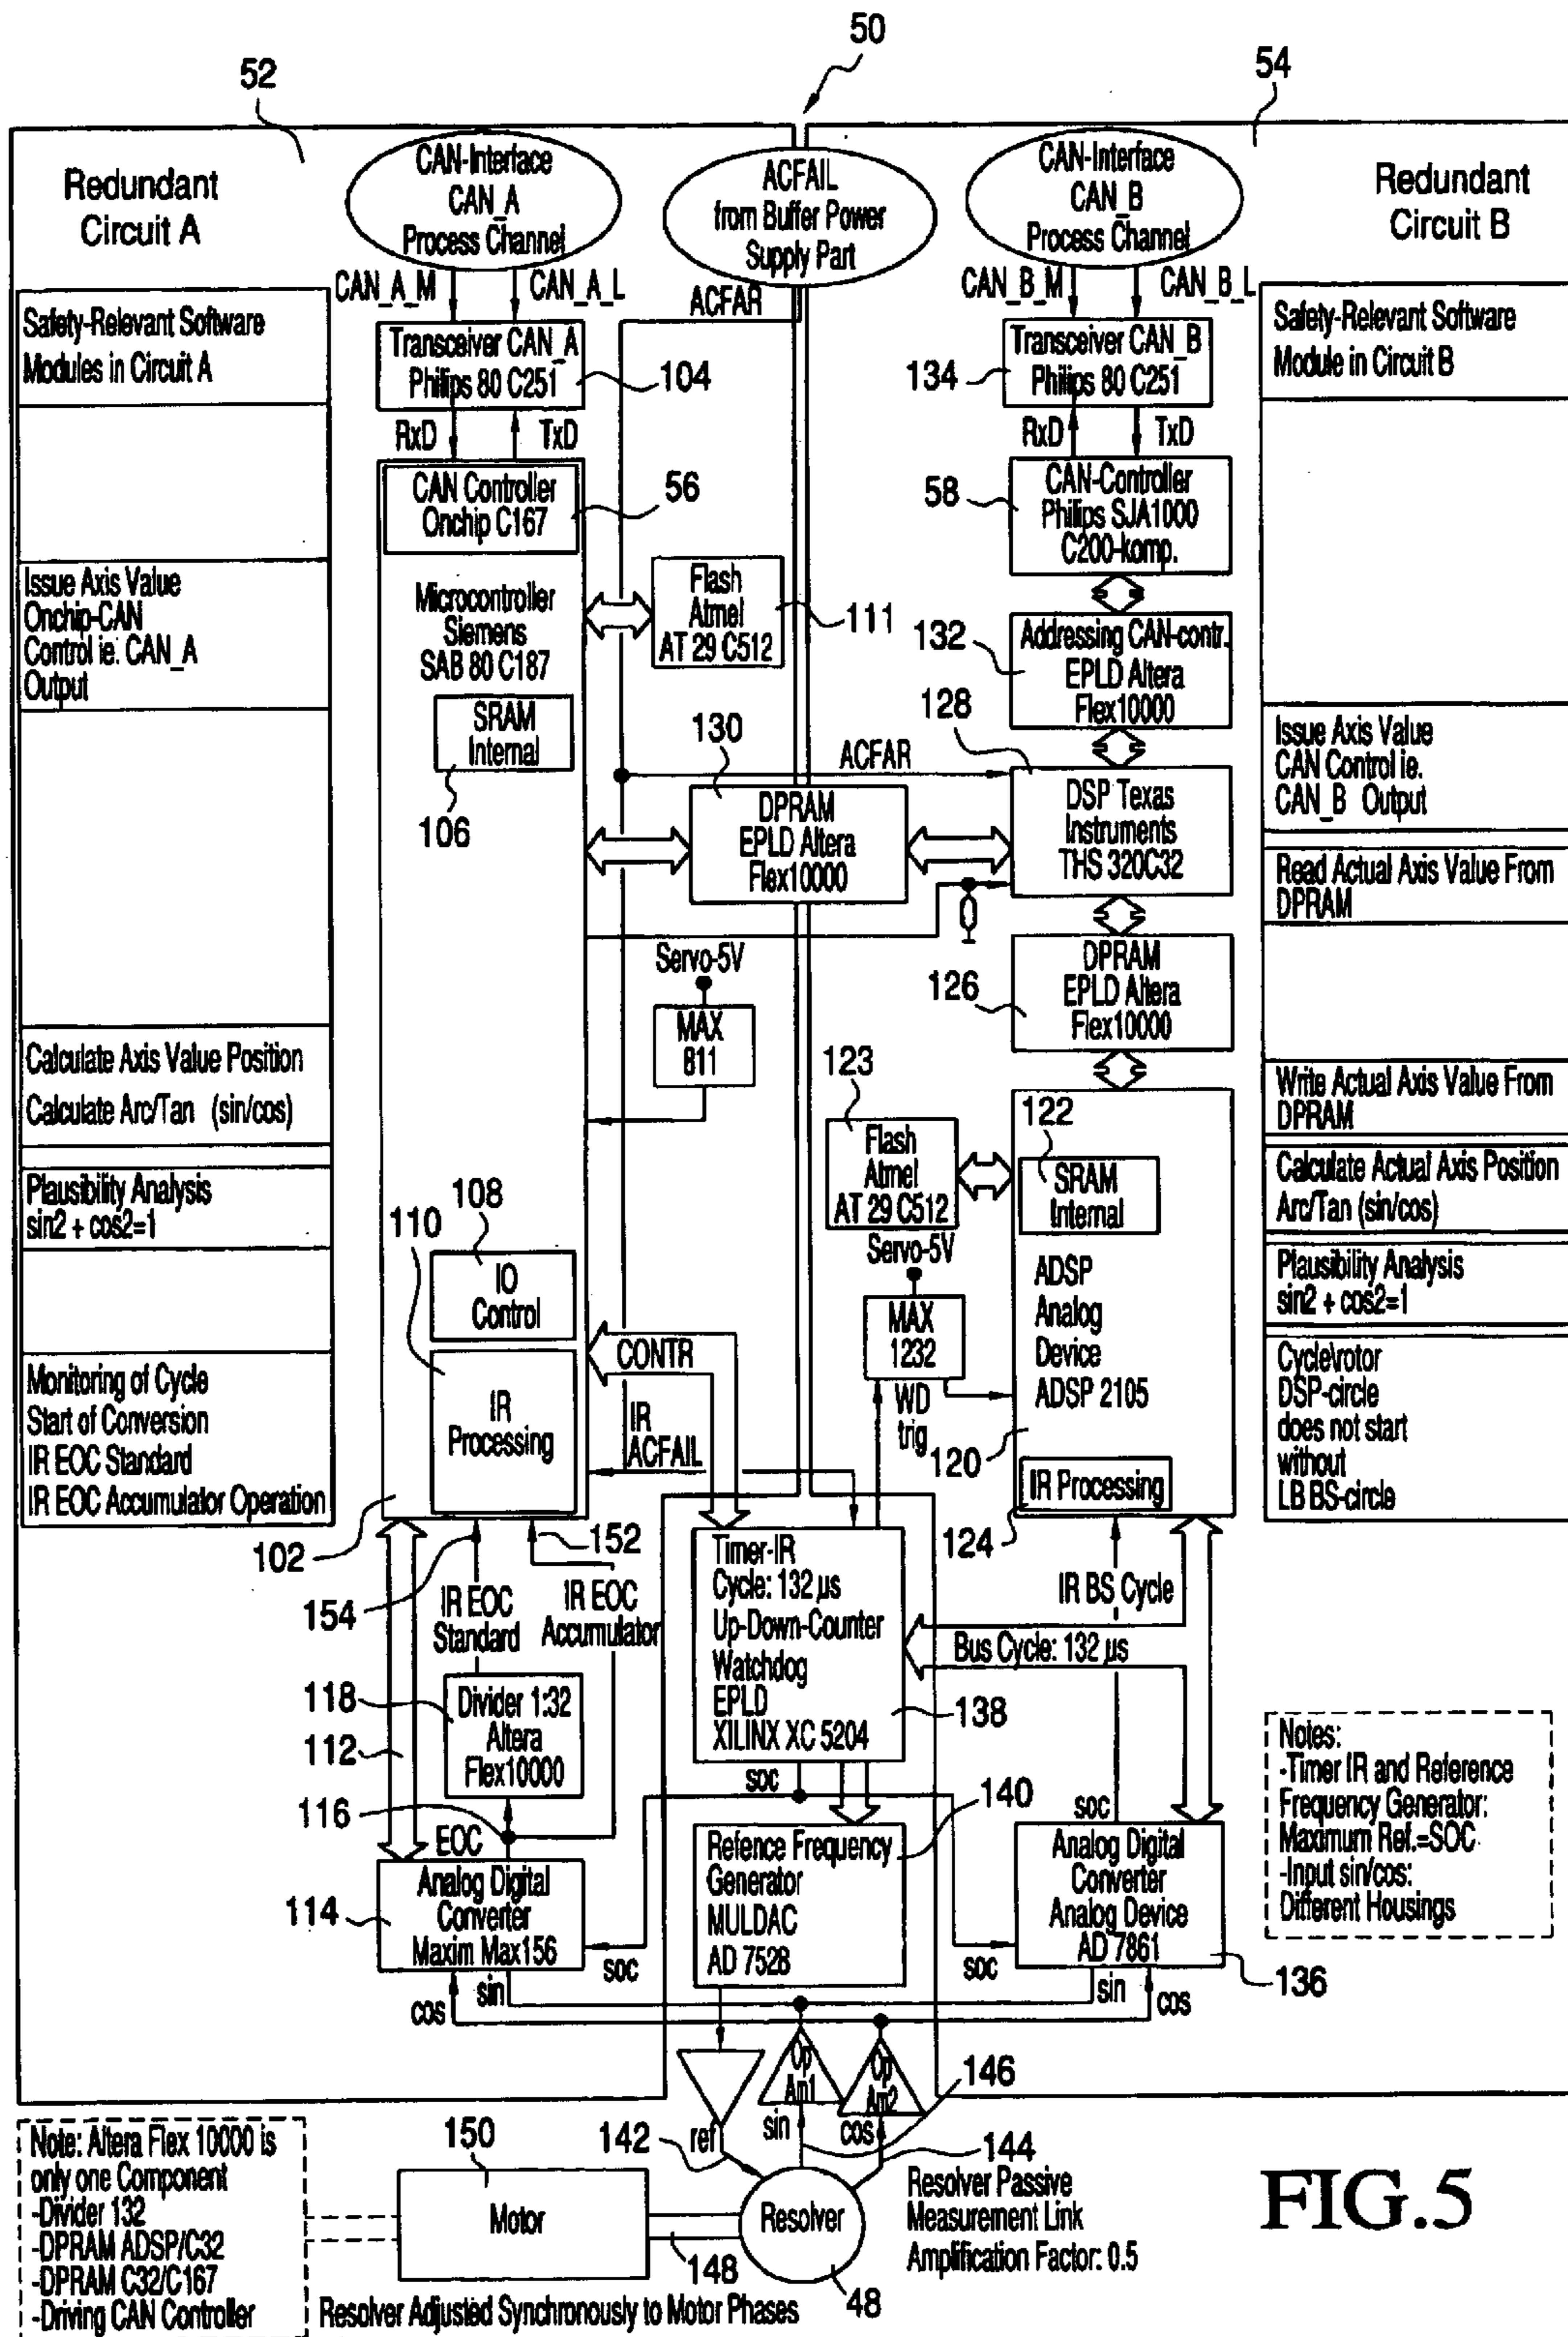 50
52
54
Redundant
Circuit A
CAN-Interface
CAN_A
Process Channel
ACFAIL
from Buffer Power
Supply Part
CAN-Interface
CAN_B
Process Channel
Redundant
Circuit B
CAN_A_M
CAN_A_L
ACFAR
CAN_B_M
CAN_B_L
Safety-Relevant Software
Modules in Circuit A
Transceiver CAN_A
Philips 80 C251
104
134
Transceiver CAN_B
Philips 80 C251
Safety-Relevant Software
Module in Circuit B
RxD
TxD
RxD
TxD
CAN Controller
Onchip C167
56
58
CAN-Controller
Philips SJA1000
C200-komp.
Issue Axis Value
Onchip-CAN
Control ie. CAN_A
Output
Microcontroller
Siemens
SAB 80 C187
Flash
Atmel
AT 29 C512
111
132
Addressing CAN-contr.
EPLD Altera
Flex10000
SRAM
Internal
106
130
128
ACFAR
DPRAM
EPLD Altera
Flex10000
DSP Texas
Instruments
THS 320C32
Issue Axis Value
CAN Control ie.
CAN_B Output
Read Actual Axis Value From
DPRAM
Servo-5V
MAX
811
126
DPRAM
EPLD Altera
Flex10000
Calculate Axis Value Position
Calculate Arc/Tan (sin/cos)
Write Actual Axis Value From
DPRAM
123
122
Flash
Atmel
AT 29 C512
SRAM
Internal
Calculate Actual Axis Position
Arc/Tan (sin/cos)
Plausibility Analysis
sin2 + cos2=1
108
110
IO
Control
Servo-5V
MAX
1232
ADSP
Analog
Device
ADSP 2105
Plausibility Analysis
sin2 + cos2=1
CONTR
Monitoring of Cycle
Start of Conversion
IR EOC Standard
IR EOC Accumulator Operation
IR
Processing
IR
ACFAIL
WD
trig
120
Cycle\rotor
DSP-circle
does not start
without
LB BS-circle
IR Processing
124
102
154
152
IR EOC
Standard
IR EOC
Accumulator
Timer-IR
Cycle: 132 µs
Up-Down-Counter
Watchdog
EPLD
XILINX XC 5204
138
IR BS Cycle
Bus Cycle: 132 µs
118
112
Divider 1:32
Altera
Flex10000
116
EOC
soc
140
soc
Notes:
-Timer IR and Reference
Frequency Generator:
Maximum Ref.=SOC
-Input sin/cos:
Different Housings
114
Analog Digital
Converter
Maxim Max156
soc
Refence Frequency
Generator
MULDAC
AD 7528
soc
Analog Digital
Converter
Analog Device
AD 7861
136
cos
sin
sin
cos
Op
Am1
Op
Am2
146
142
ref
sin
cos
144
Note: Altera Flex 10000 is
only one Component
-Divider 132
-DPRAM ADSP/C32
-DPRAM C32/C167
-Driving CAN Controller
150
Motor
148
Resolver
48
Resolver Passive
Measurement Link
Amplification Factor: 0.5
Resolver Adjusted Synchronously to Motor Phases
FIG.5